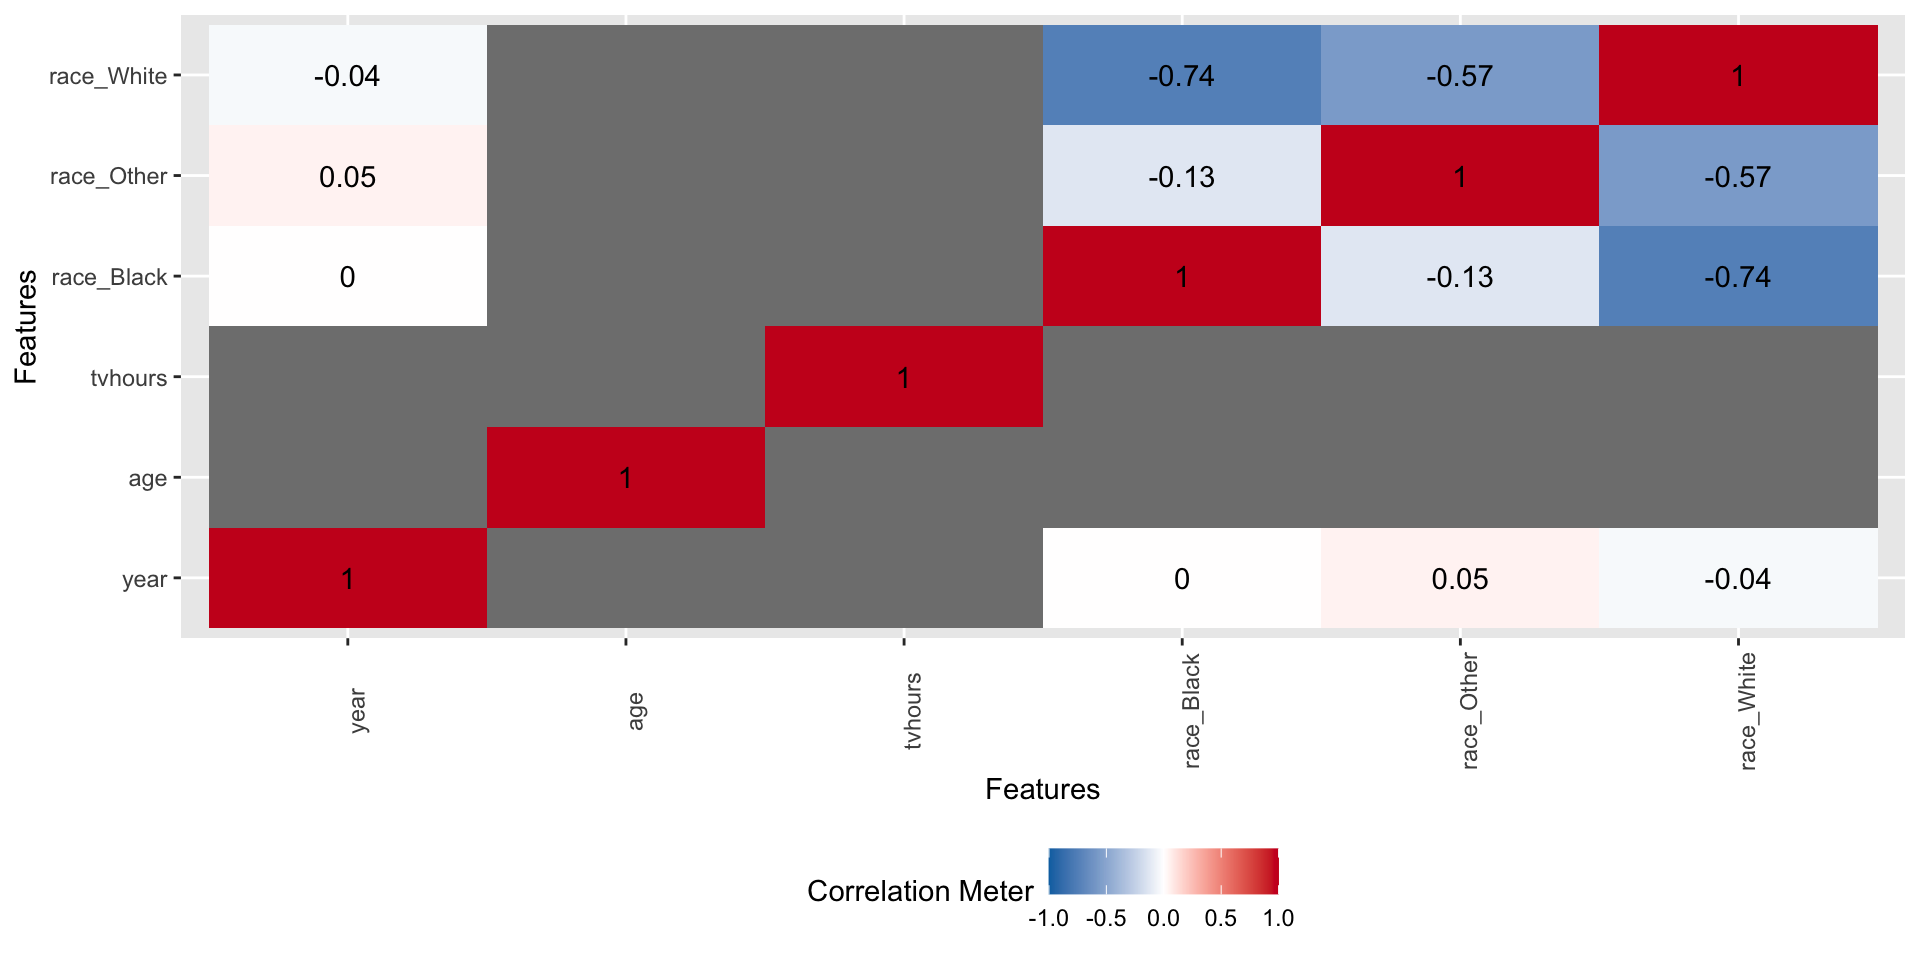 race_White -0.04 -0.74 -0.57 1
race_Other 0.05 -0.13 1 -0.57
race_Black 0 1 -0.13 -0.74
tvhours 1
age 1
year 1 0 0.05 -0.04
Features
year age tvhours race_Black race_Other race_White
Features
Correlation Meter
-1.0 -0.5 0.0 0.5 1.0